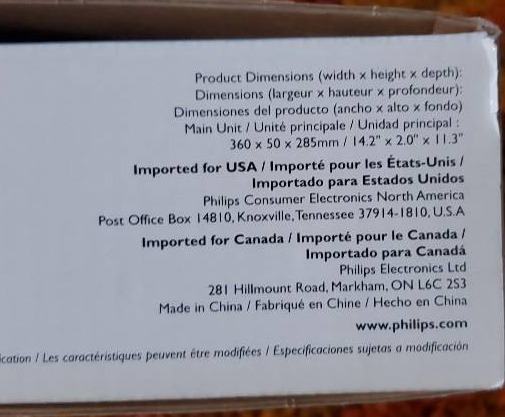 Product Dimensions (width x height x depth):
Dimensions (largeur x hauteur x profondeur):
Dimensiones del producto (ancho x alto x fondo)
Main Unit / Unité principale / Unidad principal :
360 x 50 x 285mm / 14.2" x 2.0" x 11.3"
Imported for USA / Importé pour les États-Unis /
Importado para Estados Unidos
Philips Consumer Electronics North America
Post Office Box 14810, Knoxville, Tennessee 37914-1810, U.S.A
Imported for Canada / Importé pour le Canada /
Importado para Canadá
Philips Electronics Ltd
281 Hillmount Road, Markham, ON L6C 2S3
Made in China / Fabriqué en Chine / Hecho en China
www.philips.com
/ Les caractéristiques peuvent être modifiées / Especificaciones sujetas a modificación